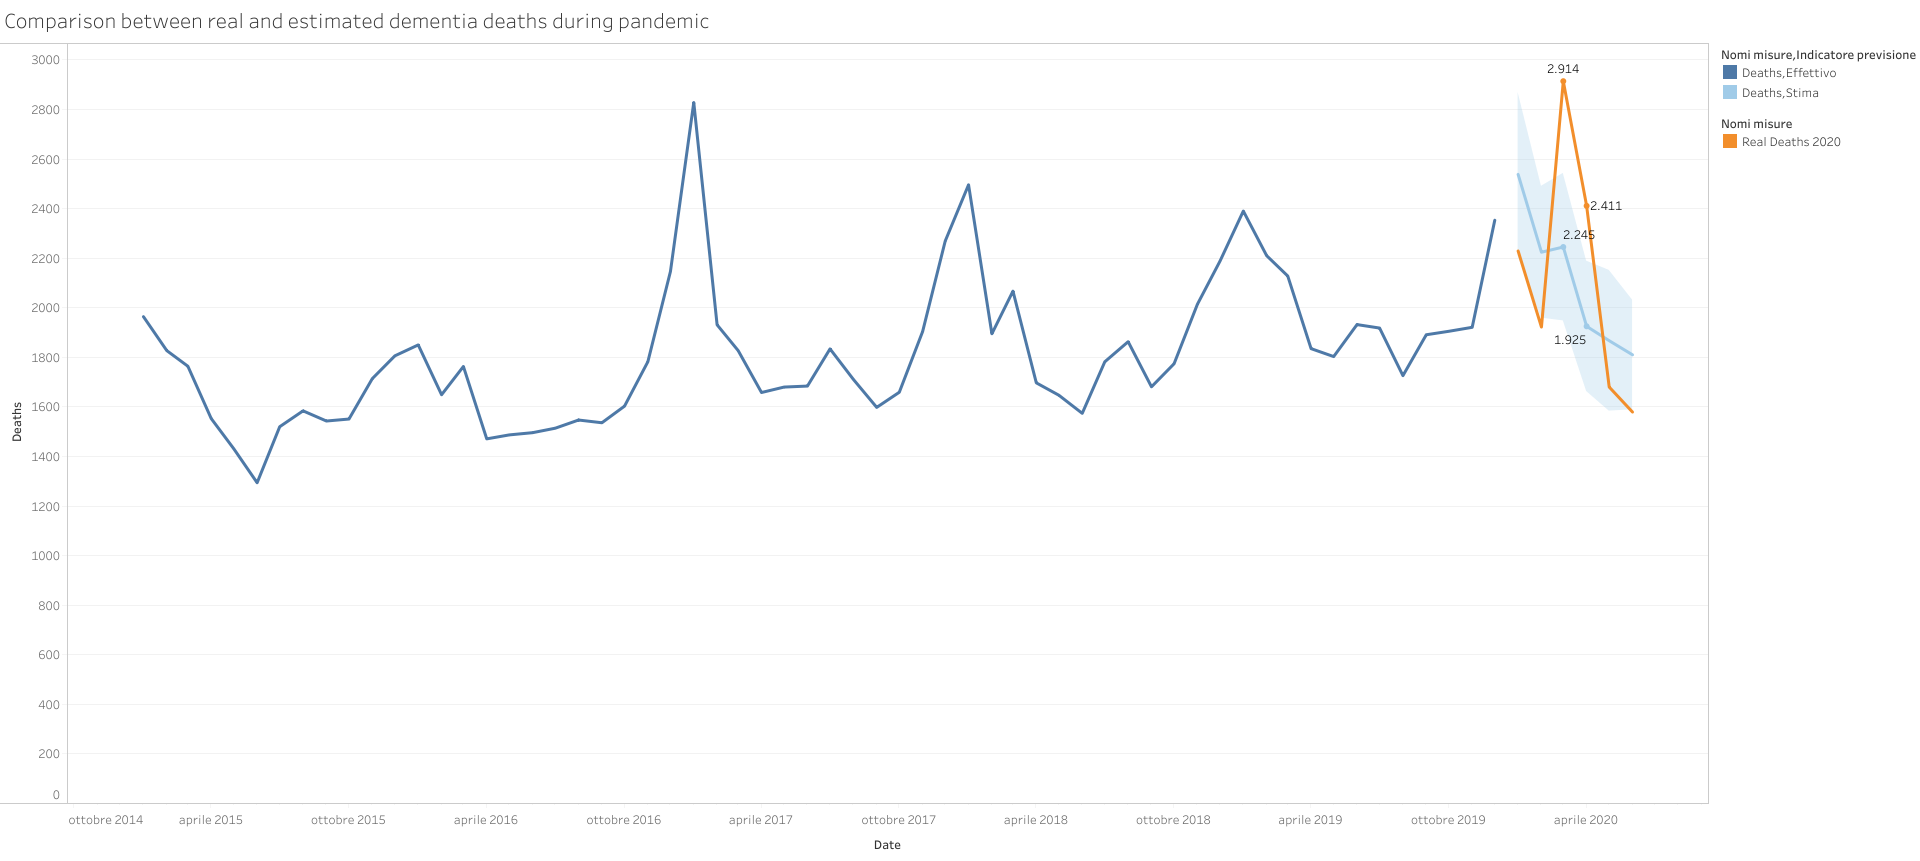 Comparison between real and estimated dementia deaths during pandemic
3000
2800
2600
2400
2200
2000
1800
1600
1400
1200
1000
800
600
400
200
0
Deaths
2.914
2.411
2.245
1.925
ottobre 2014 aprile 2015 ottobre 2015 aprile 2016 ottobre 2016 aprile 2017 ottobre 2017 aprile 2018 ottobre 2018 aprile 2019 ottobre 2019 aprile 2020
Date
Nomi misure,Indicatore previsione
Deaths,Effettivo
Deaths,Stima
Nomi misure
Real Deaths 2020